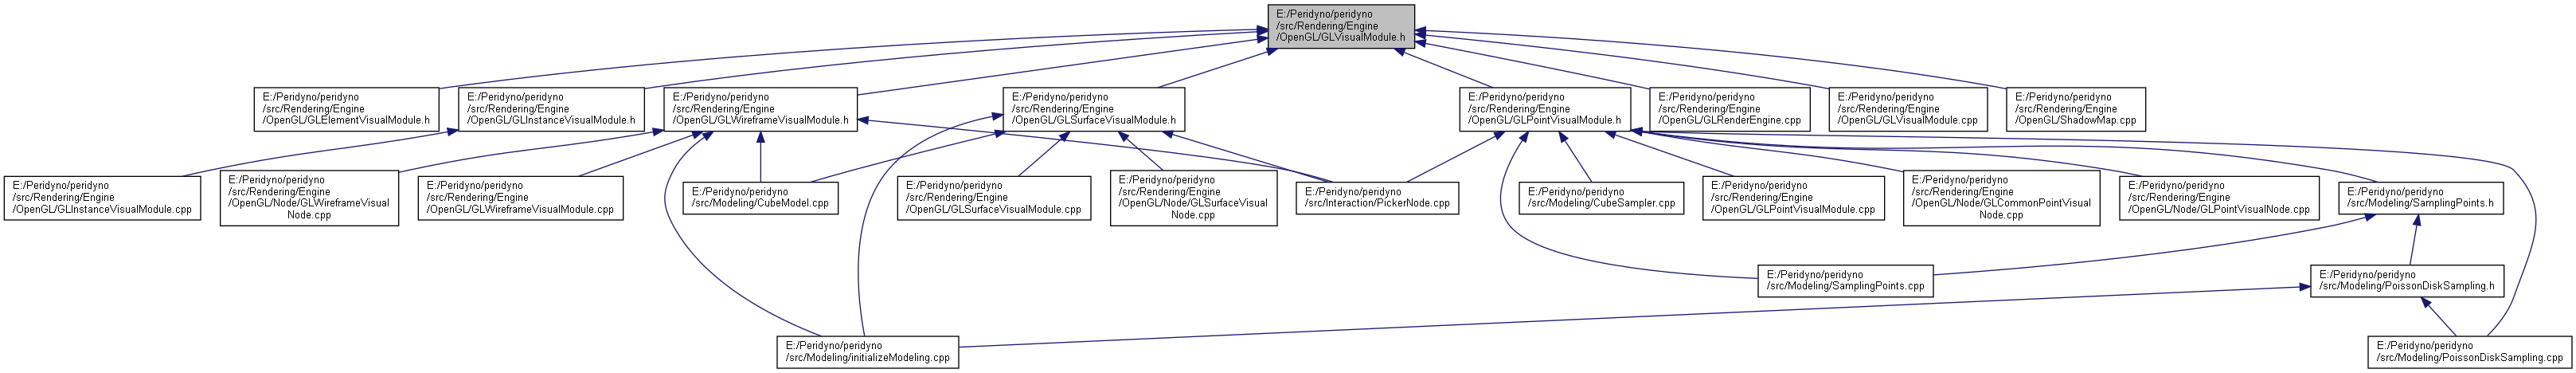 E:/Peridyno/peridyno
/src/Rendering/Engine
/OpenGL/GLVisualModule.h
E:/Peridyno/peridyno
/src/Rendering/Engine
/OpenGL/GLElementVisualModule.h
E:/Peridyno/peridyno
/src/Rendering/Engine
/OpenGL/GLInstanceVisualModule.h
E:/Peridyno/peridyno
/src/Rendering/Engine
/OpenGL/GLWireframeVisualModule.h
E:/Peridyno/peridyno
/src/Rendering/Engine
/OpenGL/GLSurfaceVisualModule.h
E:/Peridyno/peridyno
/src/Rendering/Engine
/OpenGL/GLPointVisualModule.h
E:/Peridyno/peridyno
/src/Rendering/Engine
/OpenGL/GLRenderEngine.cpp
E:/Peridyno/peridyno
/src/Rendering/Engine
/OpenGL/GLVisualModule.cpp
E:/Peridyno/peridyno
/src/Rendering/Engine
/OpenGL/ShadowMap.cpp
E:/Peridyno/peridyno
/src/Rendering/Engine
/OpenGL/GLInstanceVisualModule.cpp
E:/Peridyno/peridyno
/src/Rendering/Engine
/OpenGL/Node/GLWireframeVisual
Node.cpp
E:/Peridyno/peridyno
/src/Rendering/Engine
/OpenGL/GLWireframeVisualModule.cpp
E:/Peridyno/peridyno
/src/Modeling/CubeModel.cpp
E:/Peridyno/peridyno
/src/Rendering/Engine
/OpenGL/GLSurfaceVisualModule.cpp
E:/Peridyno/peridyno
/src/Rendering/Engine
/OpenGL/Node/GLSurfaceVisual
Node.cpp
E:/Peridyno/peridyno
/src/Interaction/PickerNode.cpp
E:/Peridyno/peridyno
/src/Modeling/CubeSampler.cpp
E:/Peridyno/peridyno
/src/Rendering/Engine
/OpenGL/GLPointVisualModule.cpp
E:/Peridyno/peridyno
/src/Rendering/Engine
/OpenGL/Node/GLCommonPointVisual
Node.cpp
E:/Peridyno/peridyno
/src/Rendering/Engine
/OpenGL/Node/GLPointVisualNode.cpp
E:/Peridyno/peridyno
/src/Modeling/SamplingPoints.h
E:/Peridyno/peridyno
/src/Modeling/SamplingPoints.cpp
E:/Peridyno/peridyno
/src/Modeling/PoissonDiskSampling.h
E:/Peridyno/peridyno
/src/Modeling/initializeModeling.cpp
E:/Peridyno/peridyno
/src/Modeling/PoissonDiskSampling.cpp